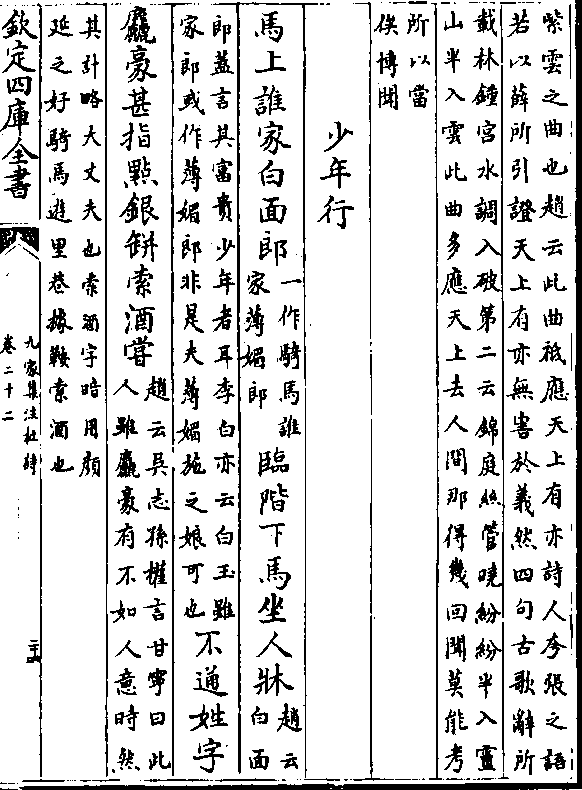 紫雲之曲也趙云此曲祗應天上有亦詩人夸張之語
若以薛所引證天上有亦無害於義然四句古歌辭所
載林鍾宮水調入破第二云錦庭絲管曉紛紛半入靈
山半入雲此曲多應天上去人間那得幾回聞莫能考
所以當
俟博聞
少年行
馬上誰家白面郎
一作騎馬誰
家薄媚郎
臨階下馬坐人牀
趙云
白面
郎蓋言其富貴少年者耳李白亦云白玉誰
家郎或作薄媚郎非是夫薄媚施之娘可也
不通姓字
麤豪甚指點銀缾索酒嘗
趙云吳志孫權言甘寧曰此
人雖麤豪有不如人意時然
其計略大丈夫也索酒字暗用顔
延之好騎馬遊里巷據鞍索酒也
欽定四庫全書
九家集注杜詩
卷二十二